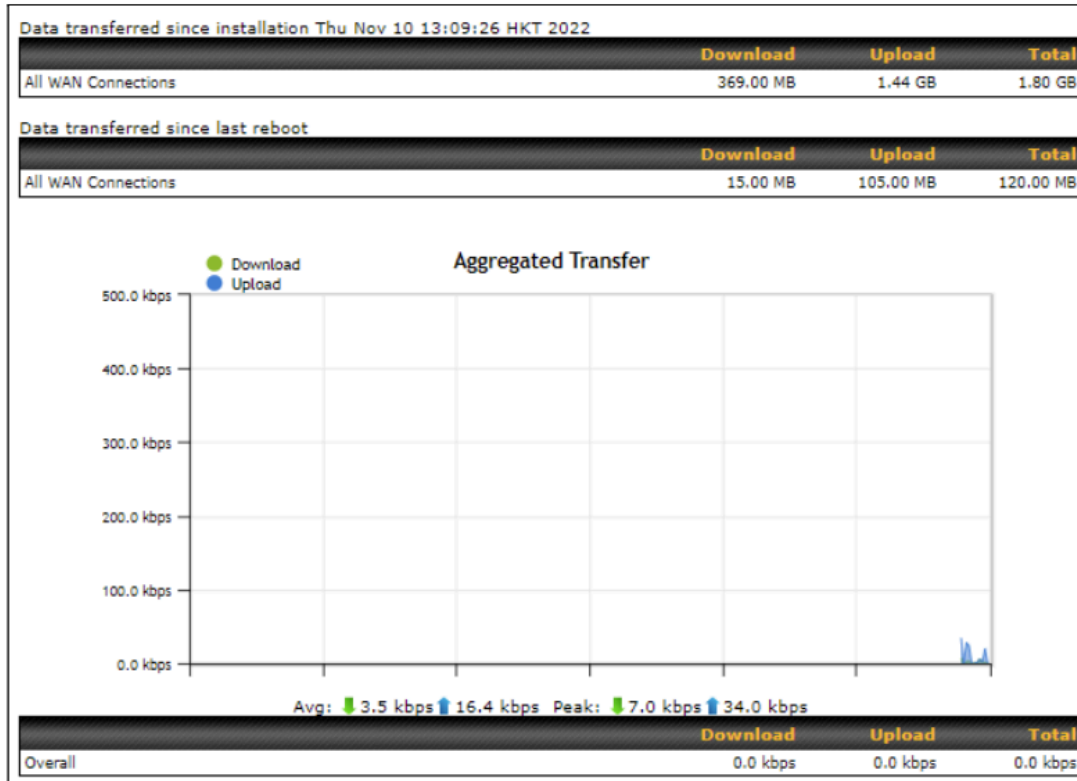 Data transferred since installation Thu Nov 10 13:09:26 HKT 2022
Download Upload Total
All WAN Connections 369.00 MB 1.44 GB 1.80 GB
Data transferred since last reboot
Download Upload Total
All WAN Connections 15.00 MB 105.00 MB 120.00 MB
Aggregated Transfer
Download
Upload
500.0 kbps
400.0 kbps
300.0 kbps
200.0 kbps
100.0 kbps
0.0 kbps
Avg: 3.5 kbps 16.4 kbps Peak: 7.0 kbps 34.0 kbps
Download Upload Total
Overall 0.0 kbps 0.0 kbps 0.0 kbps